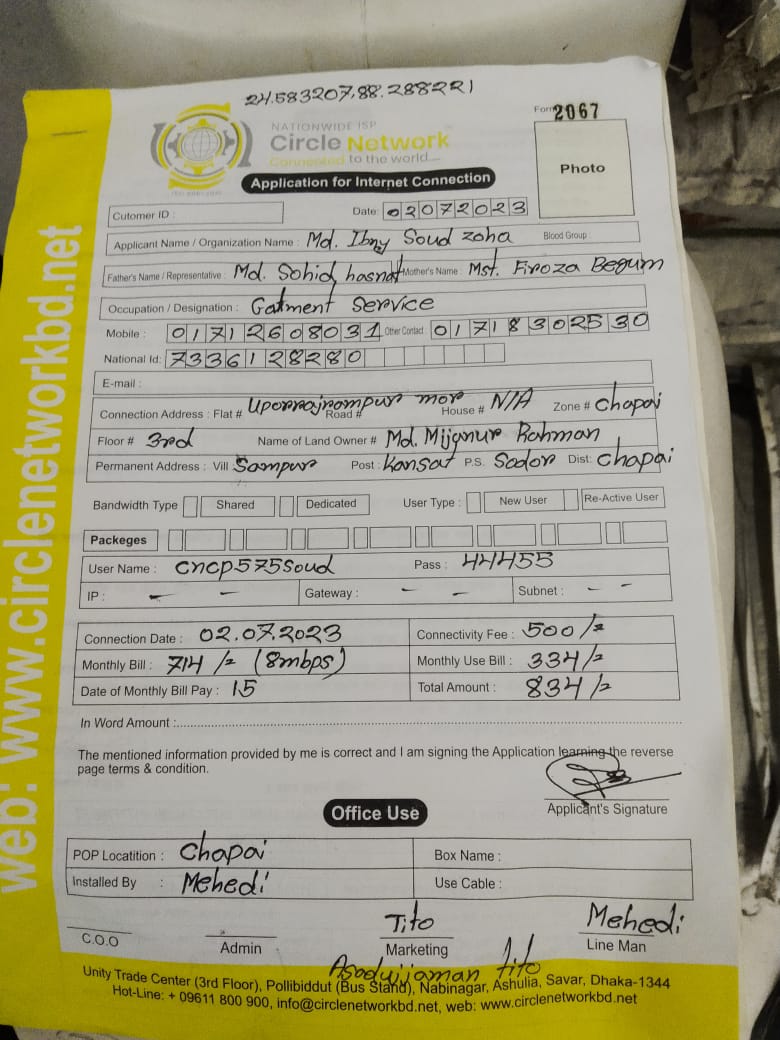 24.583207,88.288221
Form 2067
NATIONWIDE ISP
Circle Network
Connected to the world
Application for Internet Connection
Photo
Cutomer ID :
Date: 02072023
Applicant Name / Organization Name : Md. Ibny Soud zoha Blood Group :
Father's Name / Representative : Md. Sohid hasnat Mother's Name : Mst. Firoza Begum
Occupation / Designation : Gatment Service
Mobile : 01712608031 Other Contact 01718302530
National Id: 7336128280
E-mail :
Connection Address : Flat # Uporrajrampur mor Road # House # N/A Zone # Chapai
Floor # 3rd Name of Land Owner # Md. Mijanur Rahman
Permanent Address : Vill Sampur Post : Kansat P.S. Sador Dist: Chapai
Bandwidth Type Shared Dedicated User Type : New User Re-Active User
Packeges
User Name : cncp575soud Pass : 44455
IP : – – Gateway : – – Subnet : – –
Connection Date : 02.07.2023 Connectivity Fee : 500/=
Monthly Bill : 714/= (8mbps) Monthly Use Bill : 334/=
Date of Monthly Bill Pay : 15 Total Amount : 834/=
In Word Amount :
The mentioned information provided by me is correct and I am signing the Application learning the reverse
page terms & condition.
Applicant's Signature
Office Use
POP Locatition : Chapai Box Name :
Installed By : Mehedi Use Cable :
Tito Mehedi
C.O.O Admin Marketing Line Man
Asadujjaman Tito
Unity Trade Center (3rd Floor), Pollibiddut (Bus Stand), Nabinagar, Ashulia, Savar, Dhaka-1344
Hot-Line: + 09611 800 900, info@circlenetworkbd.net, web: www.circlenetworkbd.net
web: www.circlenetworkbd.net